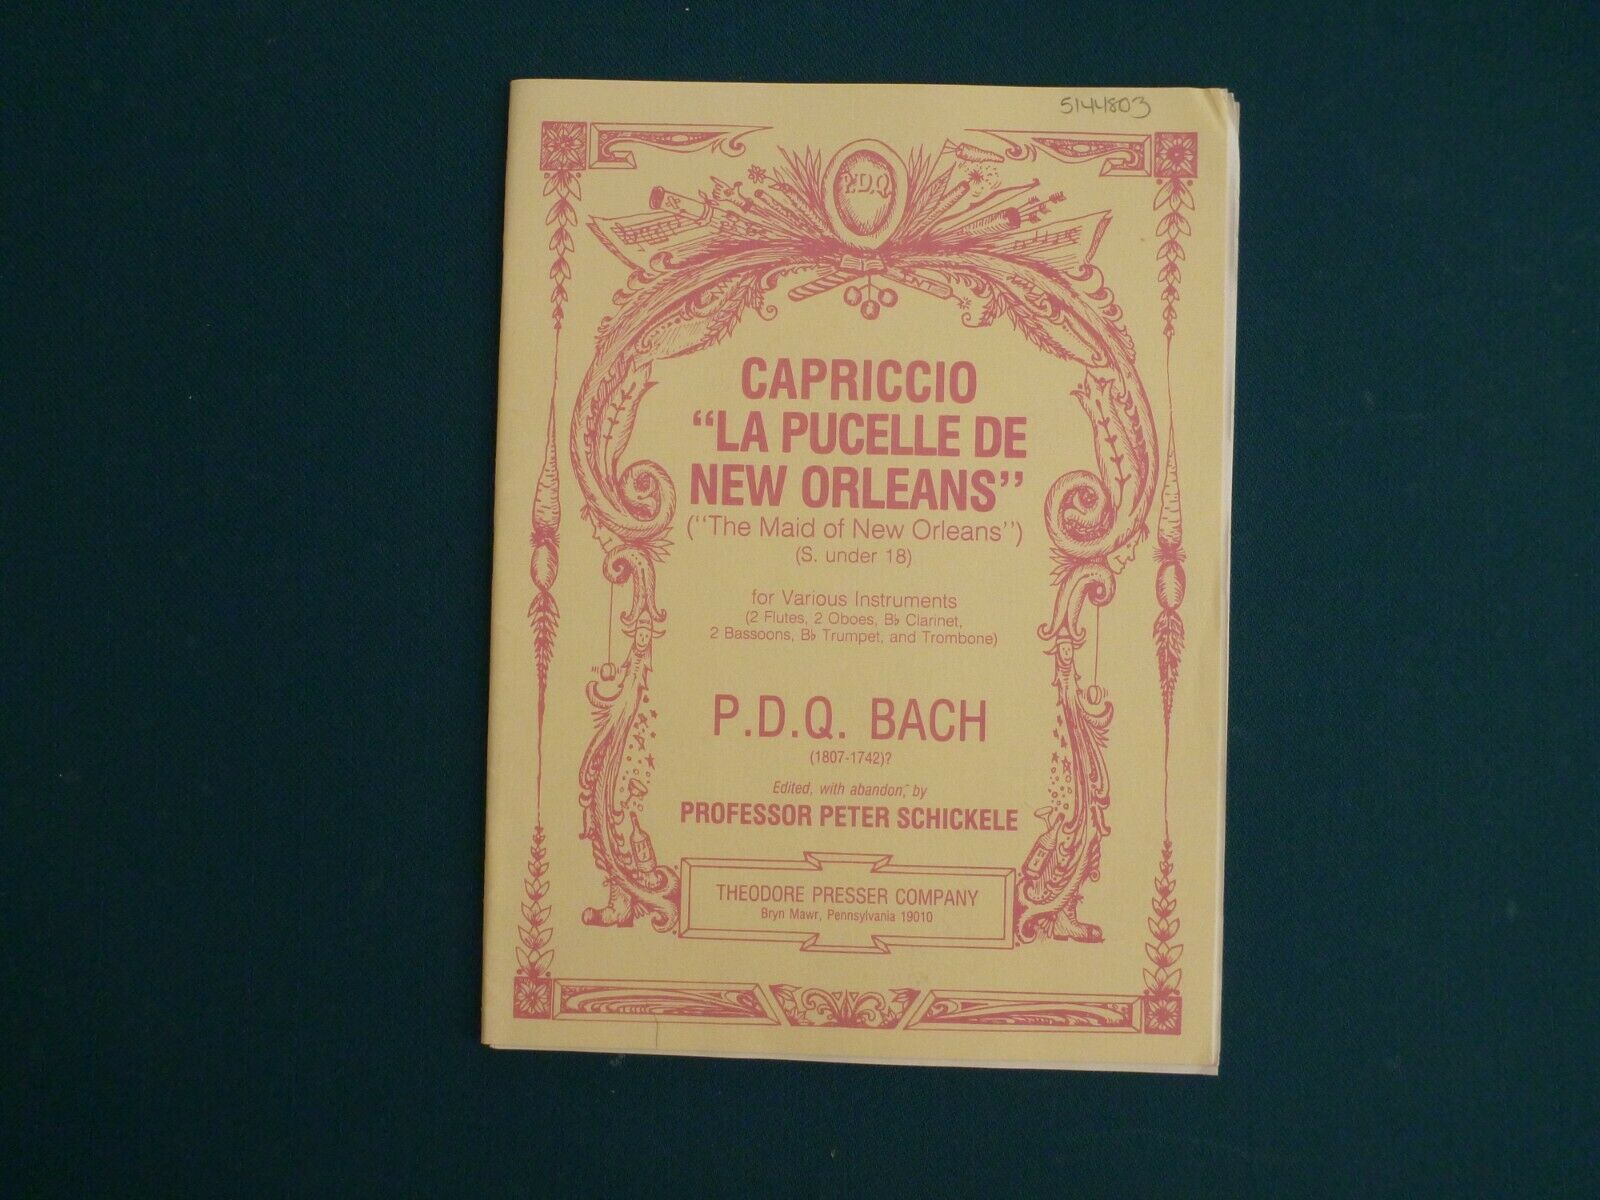 5144803
P.D.Q.
NT
CAPRICCIO
“LA PUCELLE DE
NEW ORLEANS”
(“The Maid of New Orleans”)
(S. under 18)
for Various Instruments
(2 Flutes, 2 Oboes, B♭ Clarinet,
2 Bassoons, B♭ Trumpet, and Trombone)
P.D.Q. BACH
(1807-1742)?
Edited, with abandon, by
PROFESSOR PETER SCHICKELE
THEODORE PRESSER COMPANY
Bryn Mawr, Pennsylvania 19010